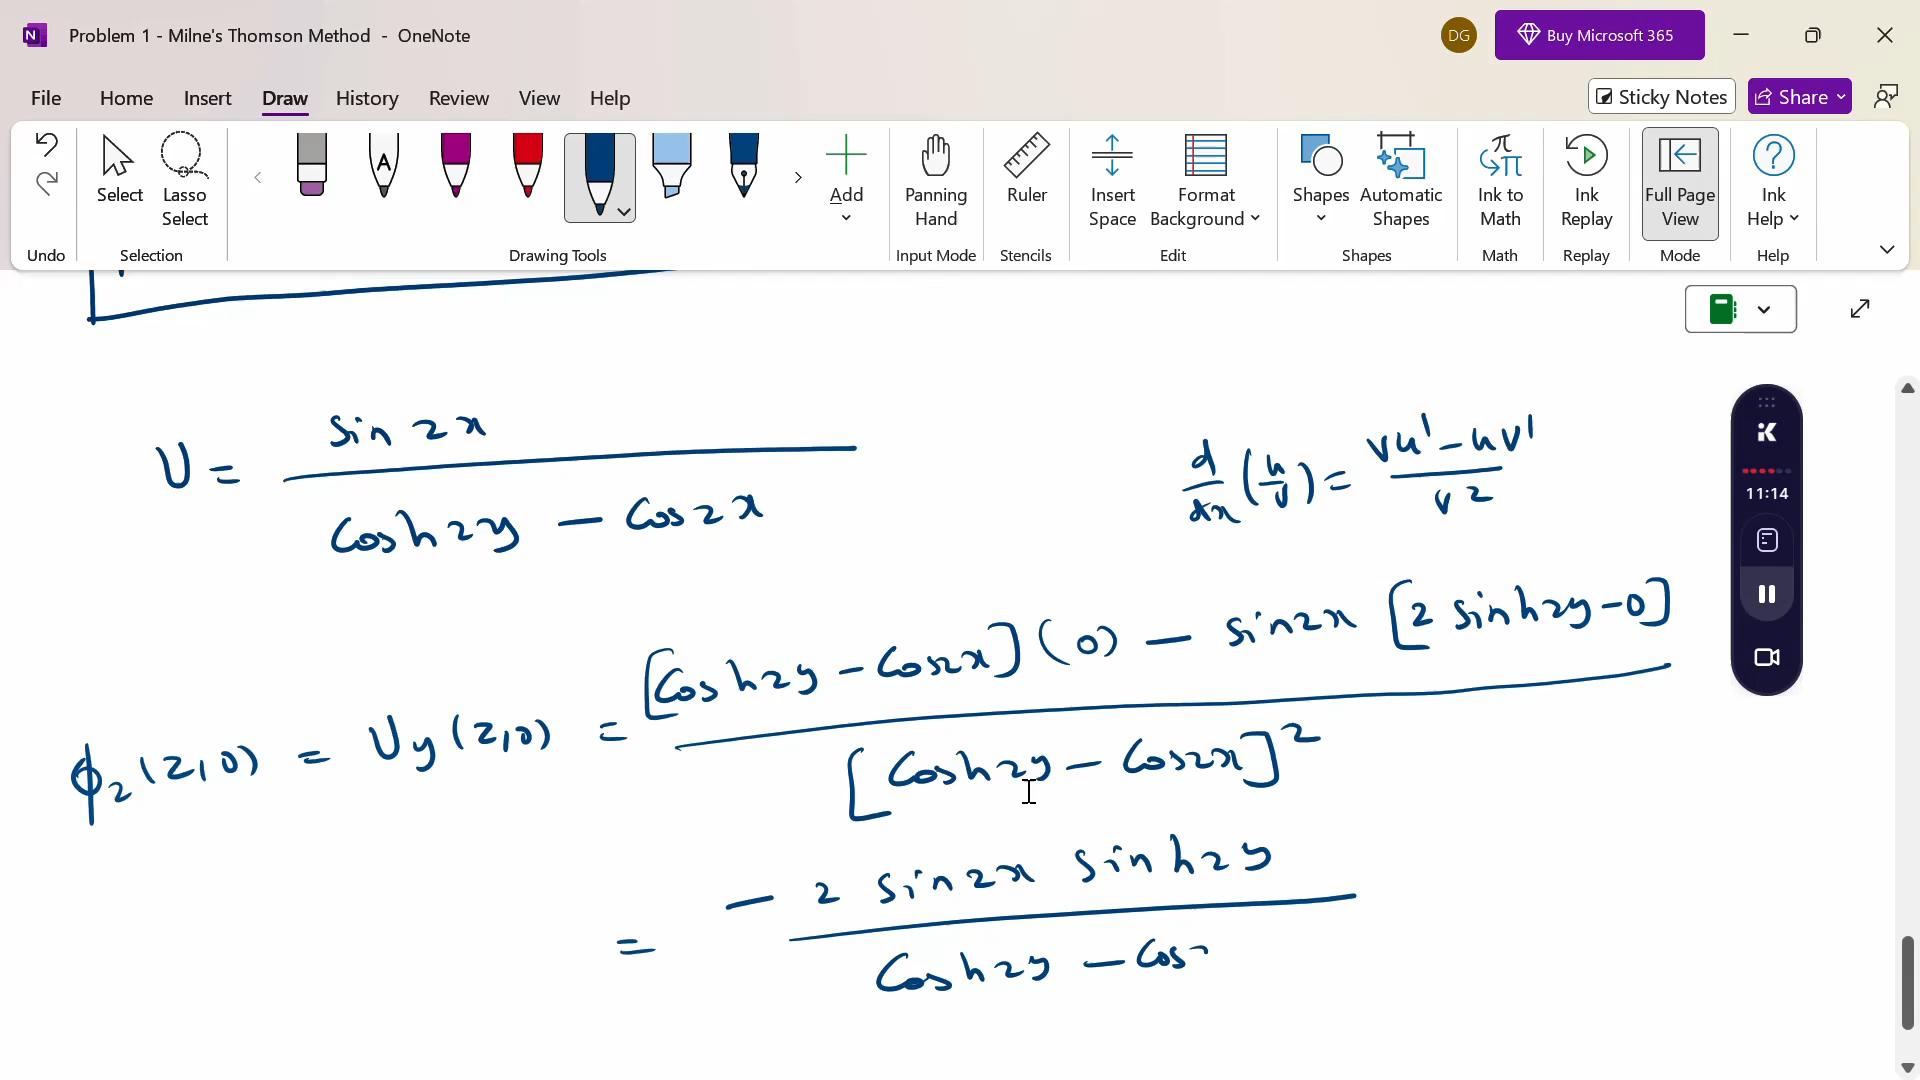 Problem 1 - Milne's Thomson Method - OneNote
DG
Buy Microsoft 365
File Home Insert Draw History Review View Help
Sticky Notes
Share
Select
Lasso Select
Add
Panning Hand
Ruler
Insert Space
Format Background
Shapes
Automatic Shapes
Ink to Math
Ink Replay
Full Page View
Ink Help
Undo Selection Drawing Tools Input Mode Stencils Edit Shapes Math Replay Mode Help
11:14
U = sin 2x / cosh 2y - cos 2x
d/dx (u/v) = vu' - uv' / v²
ϕ₂(z,0) = Uy(z,0) = [cosh 2y - cos 2x](0) - sin 2x [2 sinh 2y - 0] / [cosh 2y - cos 2x]²
= - 2 sin 2x sinh 2y / cosh 2y - cos